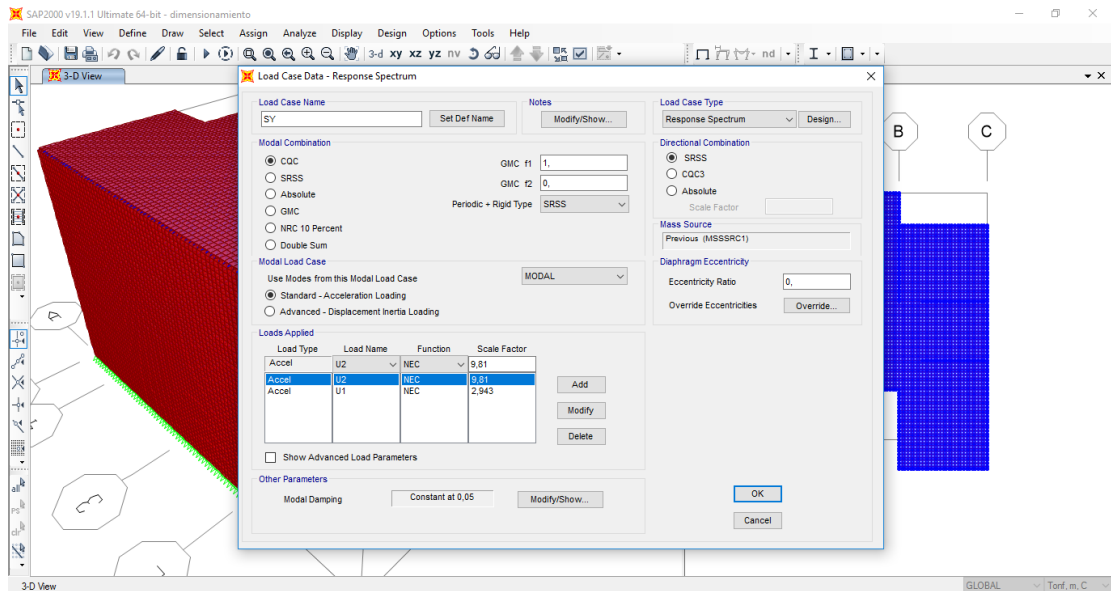 SAP2000 v19.1.1 Ultimate 64-bit - dimensionamiento
File Edit View Define Draw Select Assign Analyze Display Design Options Tools Help
3-d xy xz yz nv nd
3-D View
Load Case Data - Response Spectrum
Load Case Name
SY
Set Def Name
Notes
Modify/Show...
Load Case Type
Response Spectrum
Design...
Modal Combination
CQC
SRSS
Absolute
GMC
NRC 10 Percent
Double Sum
GMC f1 1,
GMC f2 0,
Periodic + Rigid Type SRSS
Directional Combination
SRSS
CQC3
Absolute
Scale Factor
Mass Source
Previous (MSSSRC1)
Modal Load Case
Use Modes from this Modal Load Case MODAL
Standard - Acceleration Loading
Advanced - Displacement Inertia Loading
Diaphragm Eccentricity
Eccentricity Ratio 0,
Override Eccentricities Override...
Loads Applied
Load Type Load Name Function Scale Factor
Accel U2 NEC 9,81
Accel U2 NEC 9,81
Accel U1 NEC 2,943
Add
Modify
Delete
Show Advanced Load Parameters
Other Parameters
Modal Damping Constant at 0,05 Modify/Show...
OK
Cancel
B C
all
ps
clr
3-D View GLOBAL Tonf, m, C